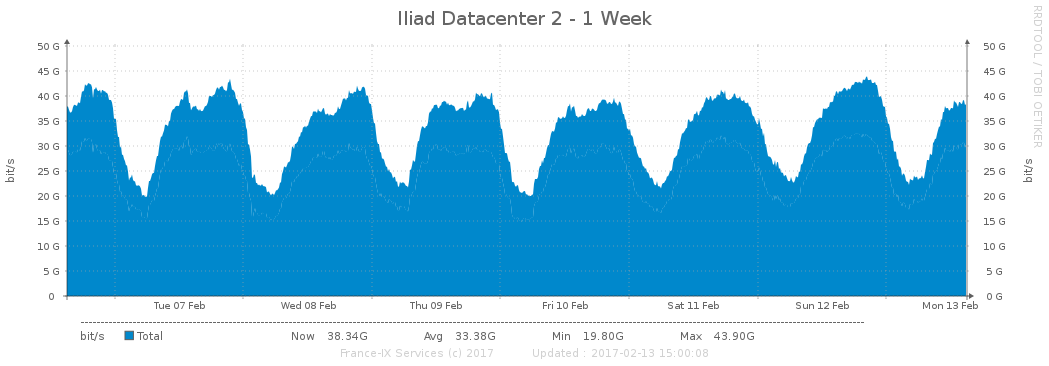 Iliad Datacenter 2 - 1 Week
RRDTOOL / TOBI OETIKER
50 G 50 G
45 G 45 G
40 G 40 G
35 G 35 G
30 G 30 G
25 G 25 G
20 G 20 G
15 G 15 G
10 G 10 G
5 G 5 G
0 0 G
bit/s bit/s
Tue 07 Feb Wed 08 Feb Thu 09 Feb Fri 10 Feb Sat 11 Feb Sun 12 Feb Mon 13 Feb
bit/s Total Now 38.34G Avg 33.38G Min 19.80G Max 43.90G
France-IX Services (c) 2017 Updated : 2017-02-13 15:00:08